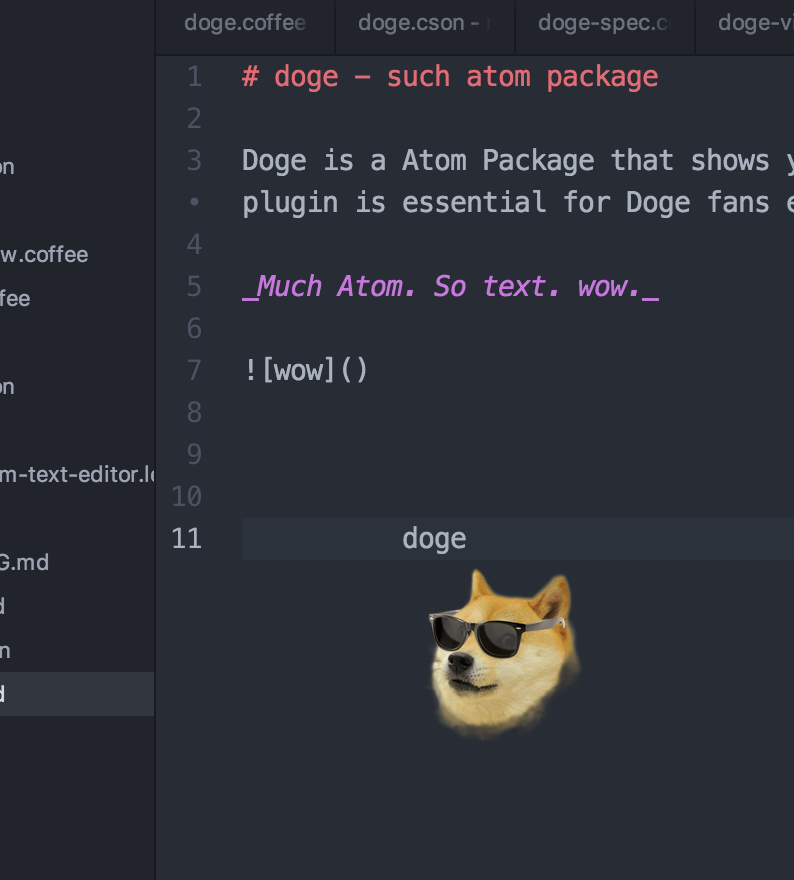 doge.coffee
doge.cson -
doge-spec.c
doge-vi
on
w.coffee
fee
on
m-text-editor.le
G.md
d
n
d
1 # doge - such atom package
2
3 Doge is a Atom Package that shows y
• plugin is essential for Doge fans e
4
5 _Much Atom. So text. wow._
6
7 ![wow]()
8
9
10
11 doge